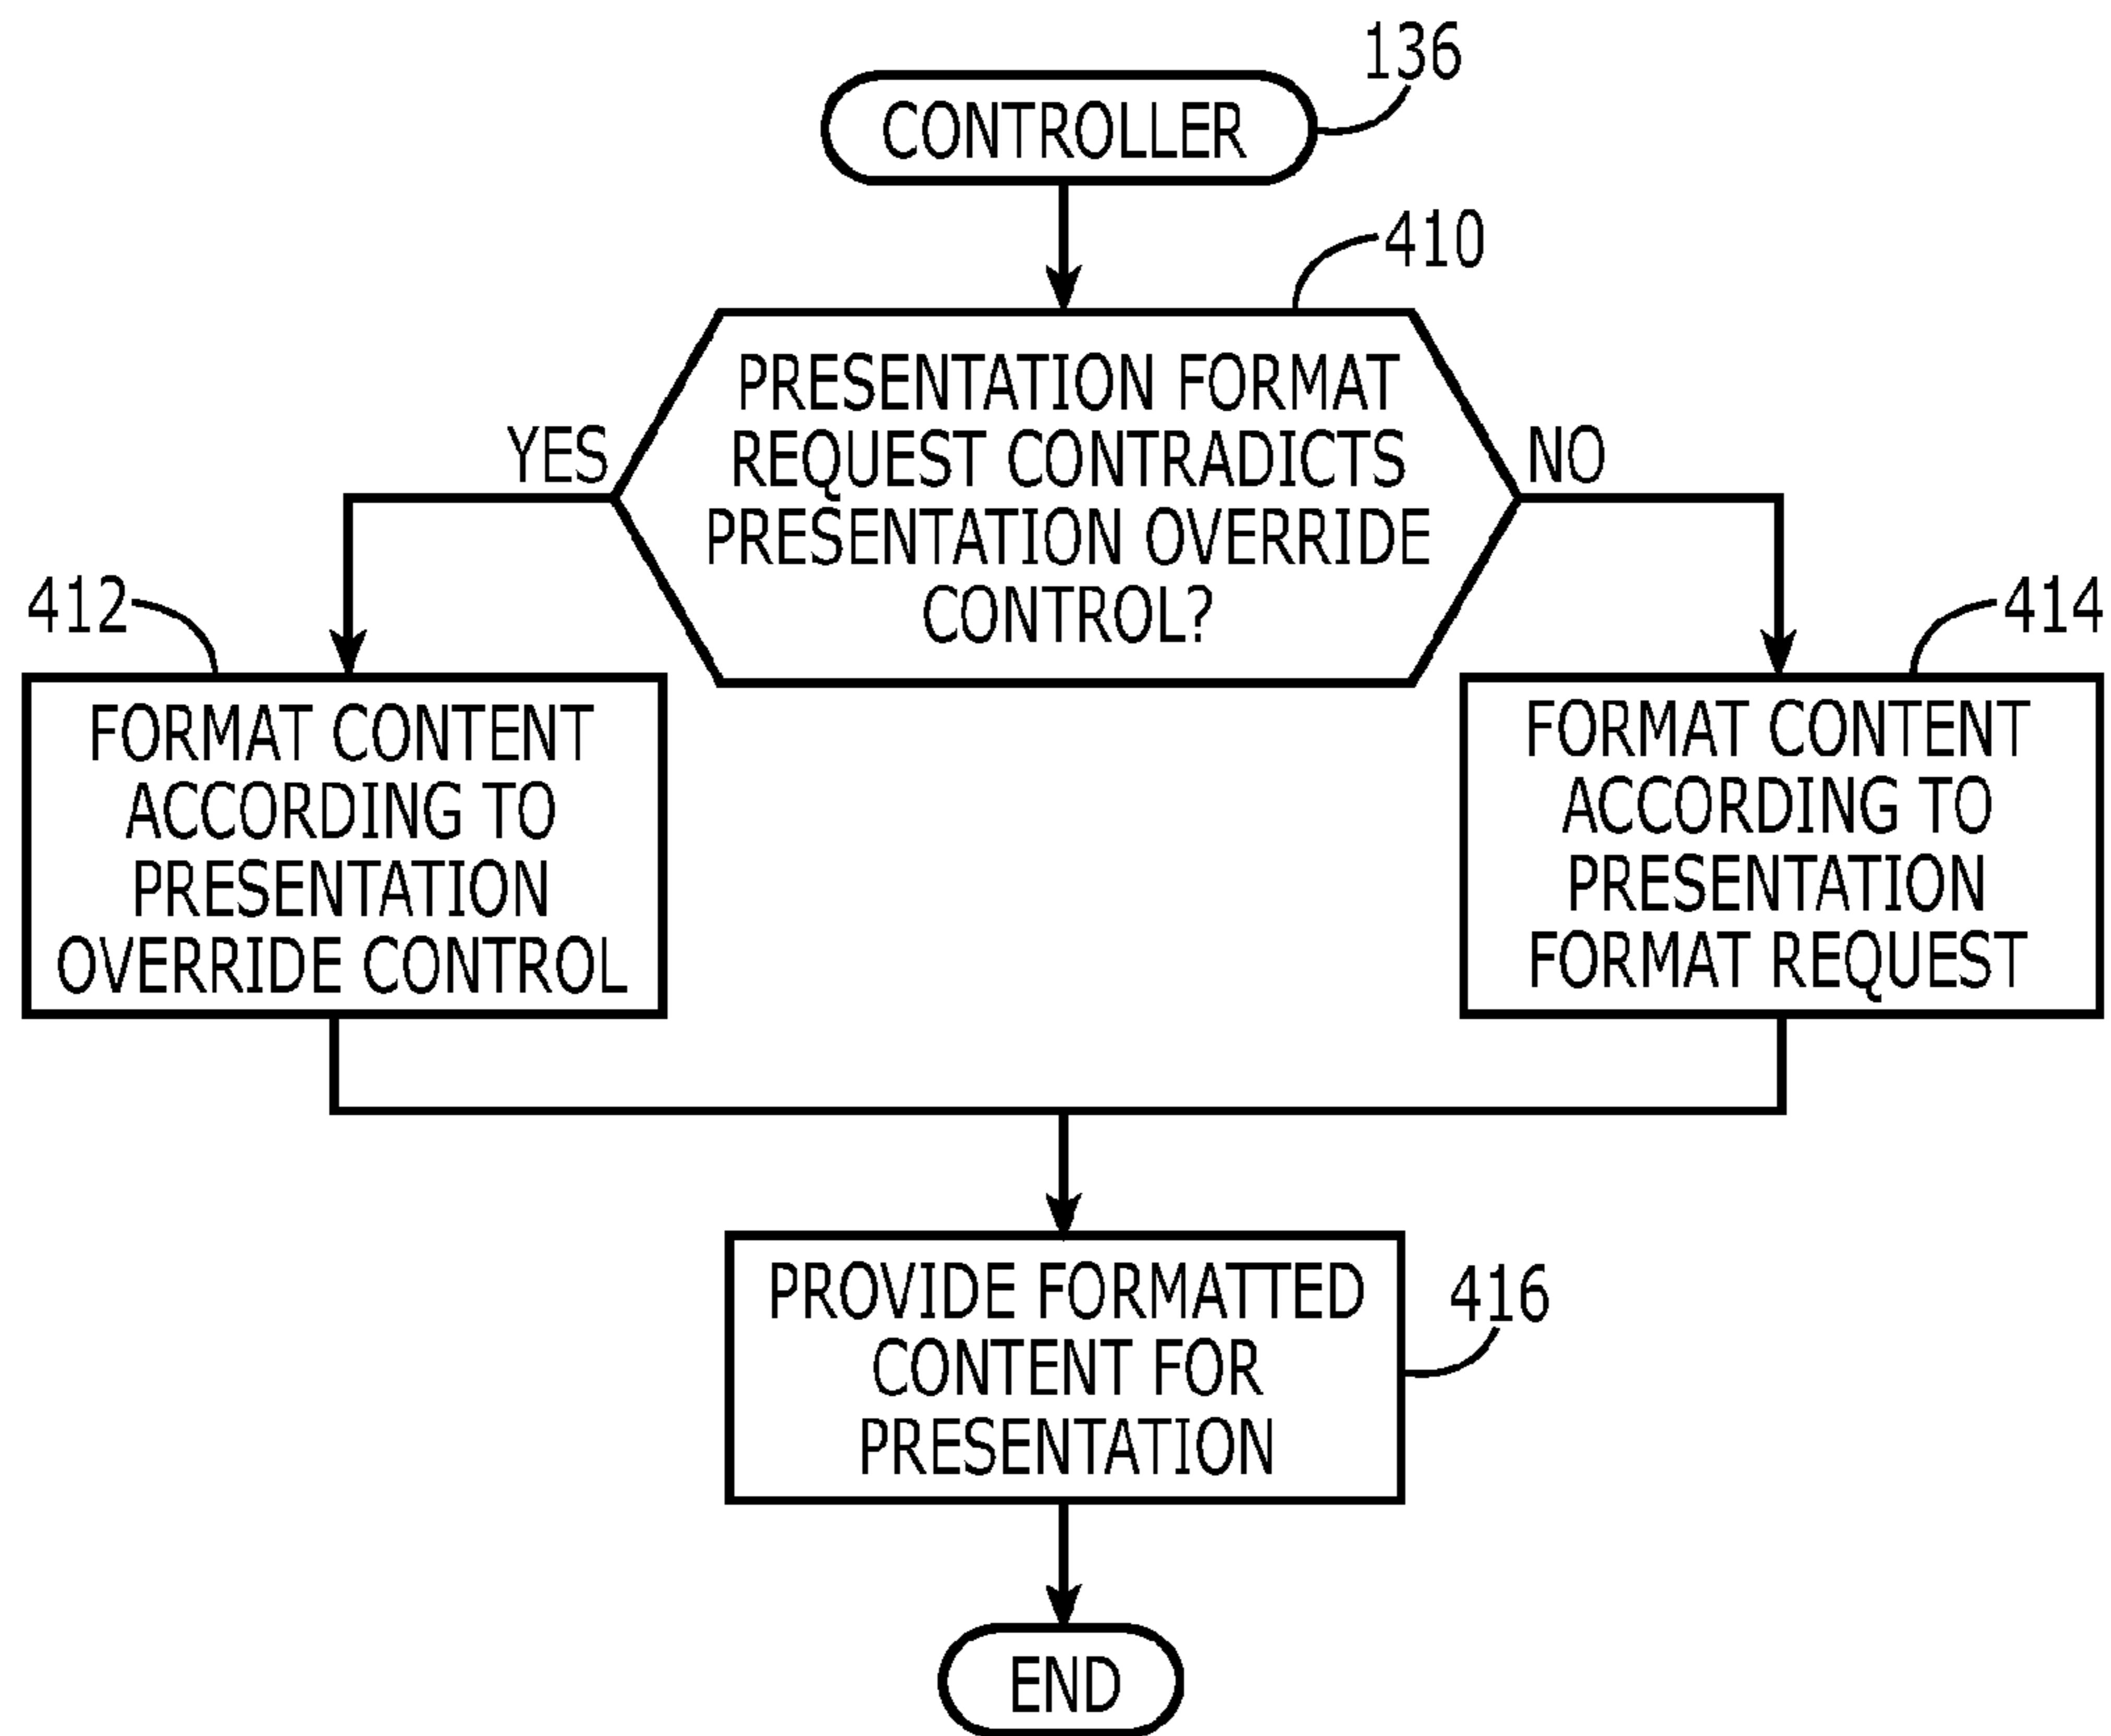 CONTROLLER
136
410
PRESENTATION FORMAT
REQUEST CONTRADICTS
PRESENTATION OVERRIDE
CONTROL?
YES
NO
412
FORMAT CONTENT
ACCORDING TO
PRESENTATION
OVERRIDE CONTROL
414
FORMAT CONTENT
ACCORDING TO
PRESENTATION
FORMAT REQUEST
PROVIDE FORMATTED
CONTENT FOR
PRESENTATION
416
END